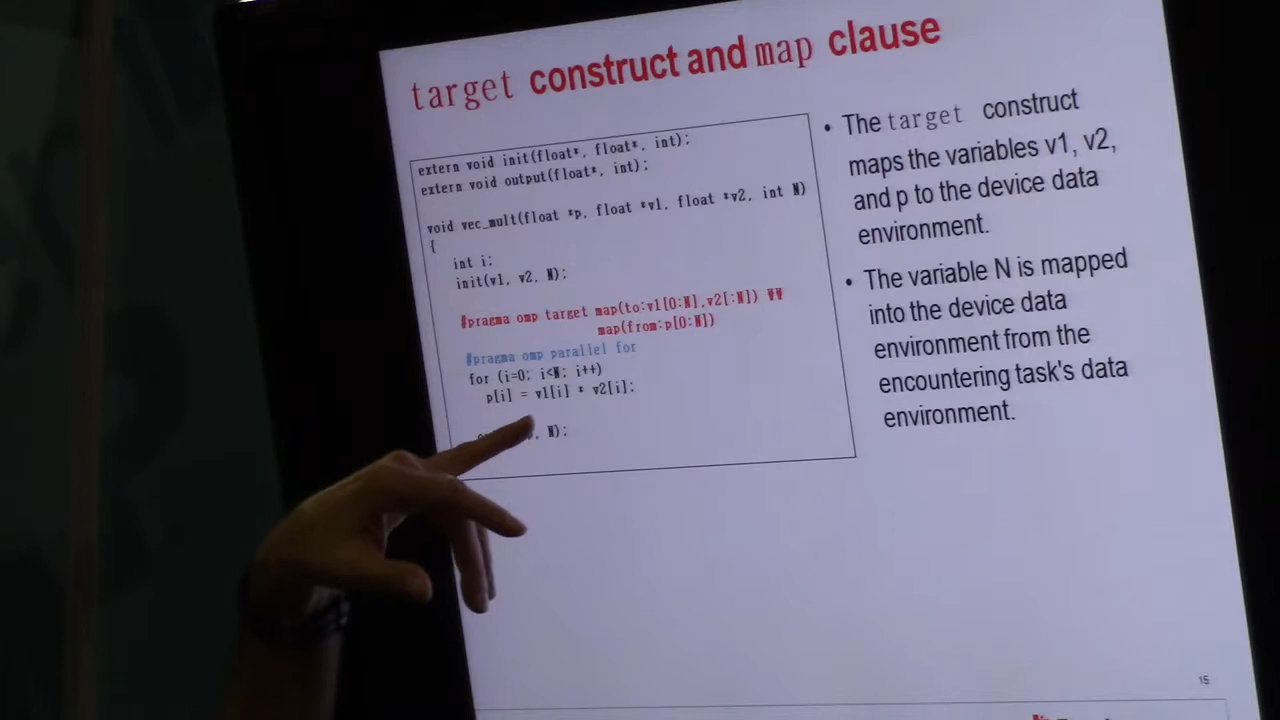 target construct and map clause
extern void init(float*, float*, int);
extern void output(float*, int);
void vec_mult(float *p, float *v1, float *v2, int N)
{
int i;
init(v1, v2, N);
#pragma omp target map(to:v1[0:N],v2[:N]) ¥¥
map(from:p[0:N])
#pragma omp parallel for
for (i=0; i<N; i++)
p[i] = v1[i] * v2[i];
, N);
• The target construct
maps the variables v1, v2,
and p to the device data
environment.
• The variable N is mapped
into the device data
environment from the
encountering task's data
environment.
15